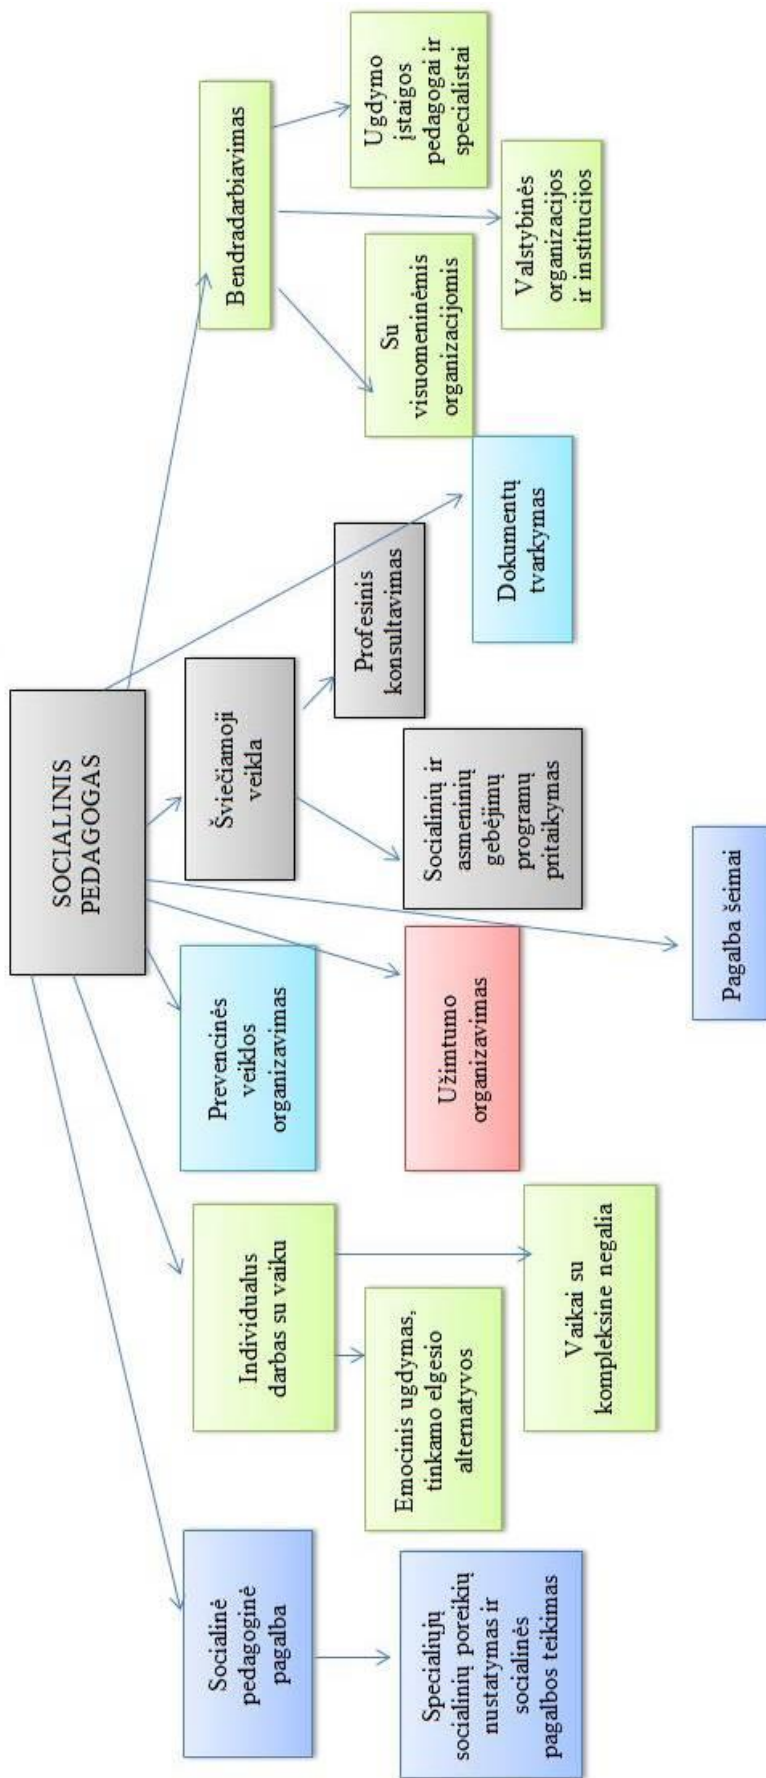 SOCIALINIS
PEDAGOGAS
Socialinė
pedagoginė
pagalba
Individualus
darbas su vaiku
Prevencinės
veiklos
organizavimas
Šviečiamoji
veikla
Bendradarbiavimas
Specialiųjų
socialinių poreikių
nustatymas ir
socialinės
pagalbos teikimas
Emocinis ugdymas,
tinkamo elgesio
alternatyvos
Vaikai su
kompleksine negalia
Užimtumo
organizavimas
Socialinių ir
asmeninių
gebėjimų
programų
pritaikymas
Profesinis
konsultavimas
Dokumentų
tvarkymas
Su
visuomeninėmis
organizacijomis
Valstybinės
organizacijos
ir institucijos
Ugdymo
įstaigos
pedagogai ir
specialistai
Pagalba šeimai